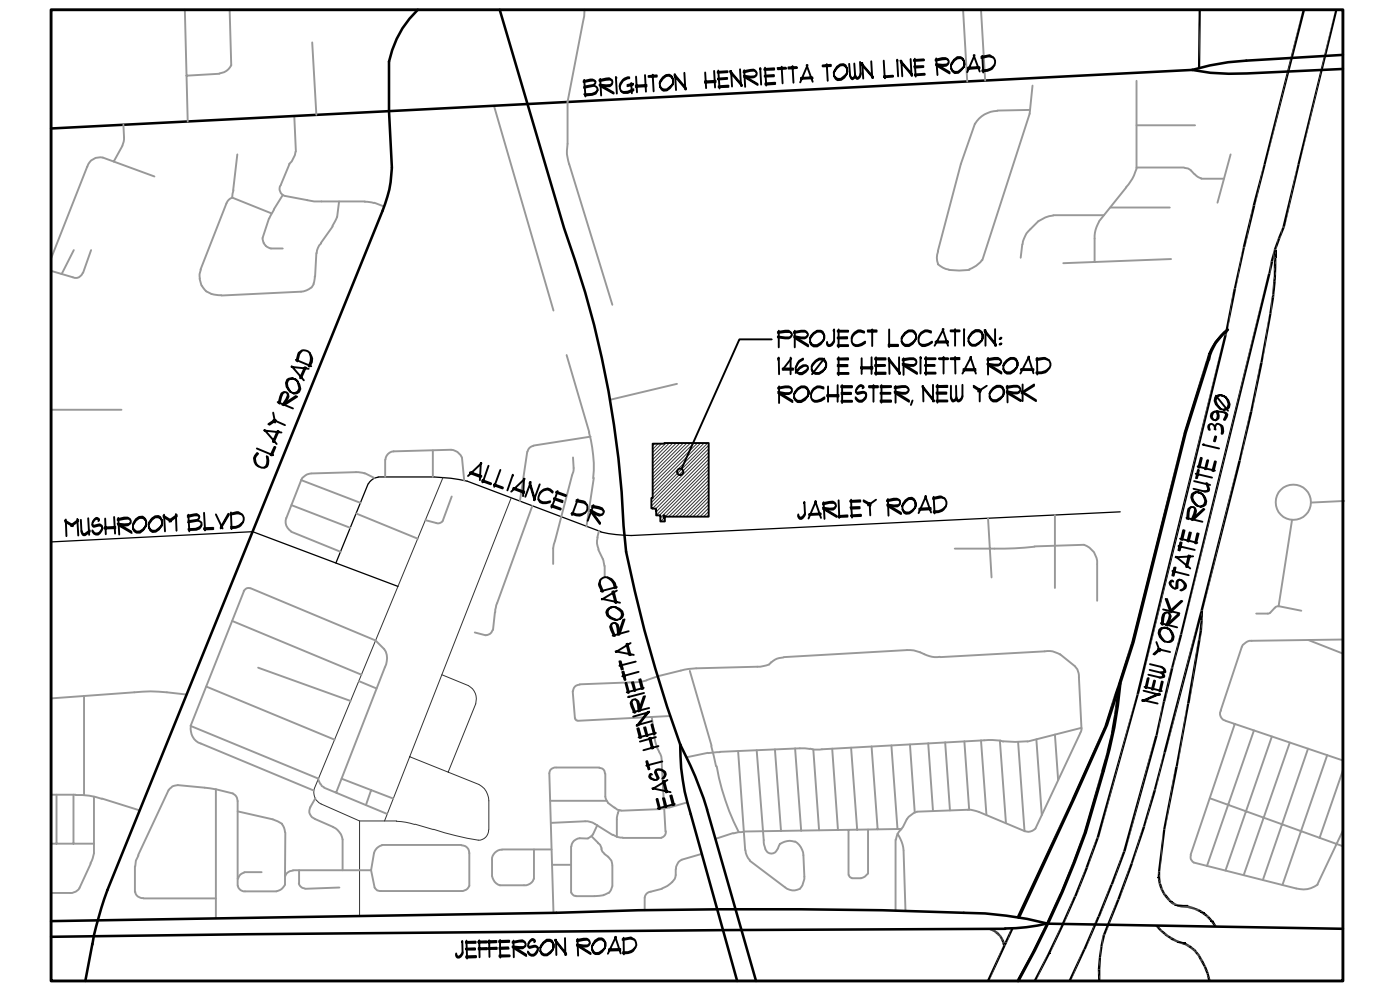 BRIGHTON HENRIETTA TOWN LINE ROAD
PROJECT LOCATION:
1460 E HENRIETTA ROAD
ROCHESTER, NEW YORK
CLAY ROAD
NEW YORK STATE ROUTE I-390
ALLIANCE DR
JARLEY ROAD
MUSHROOM BLVD
EAST HENRIETTA ROAD
JEFFERSON ROAD